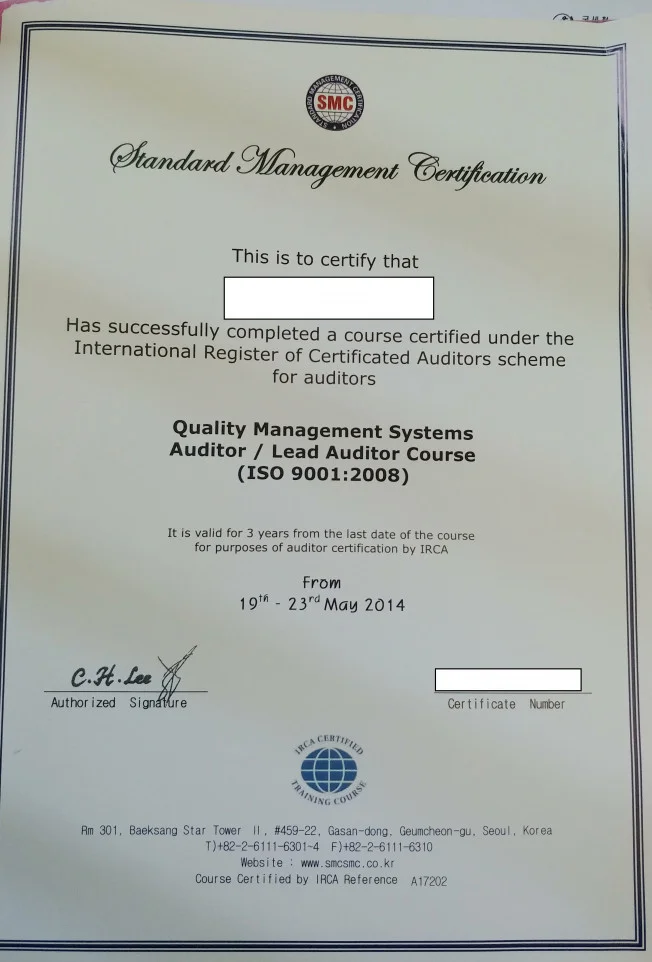 STANDARD MANAGEMENT CERTIFICATION
SMC
Standard Management Certification
This is to certify that
Has successfully completed a course certified under the
International Register of Certificated Auditors scheme
for auditors
Quality Management Systems
Auditor / Lead Auditor Course
(ISO 9001:2008)
It is valid for 3 years from the last date of the course
for purposes of auditor certification by IRCA
From
19th - 23rd May 2014
C.H.Lee
Authorized Signature
Certificate Number
IRCA CERTIFIED
TRAINING COURSE
Rm 301, Baeksang Star Tower II, #459-22, Gasan-dong, Geumcheon-gu, Seoul, Korea
T)+82-2-6111-6301-4 F)+82-2-6111-6310
Website : www.smcsmc.co.kr
Course Certified by IRCA Reference A17202